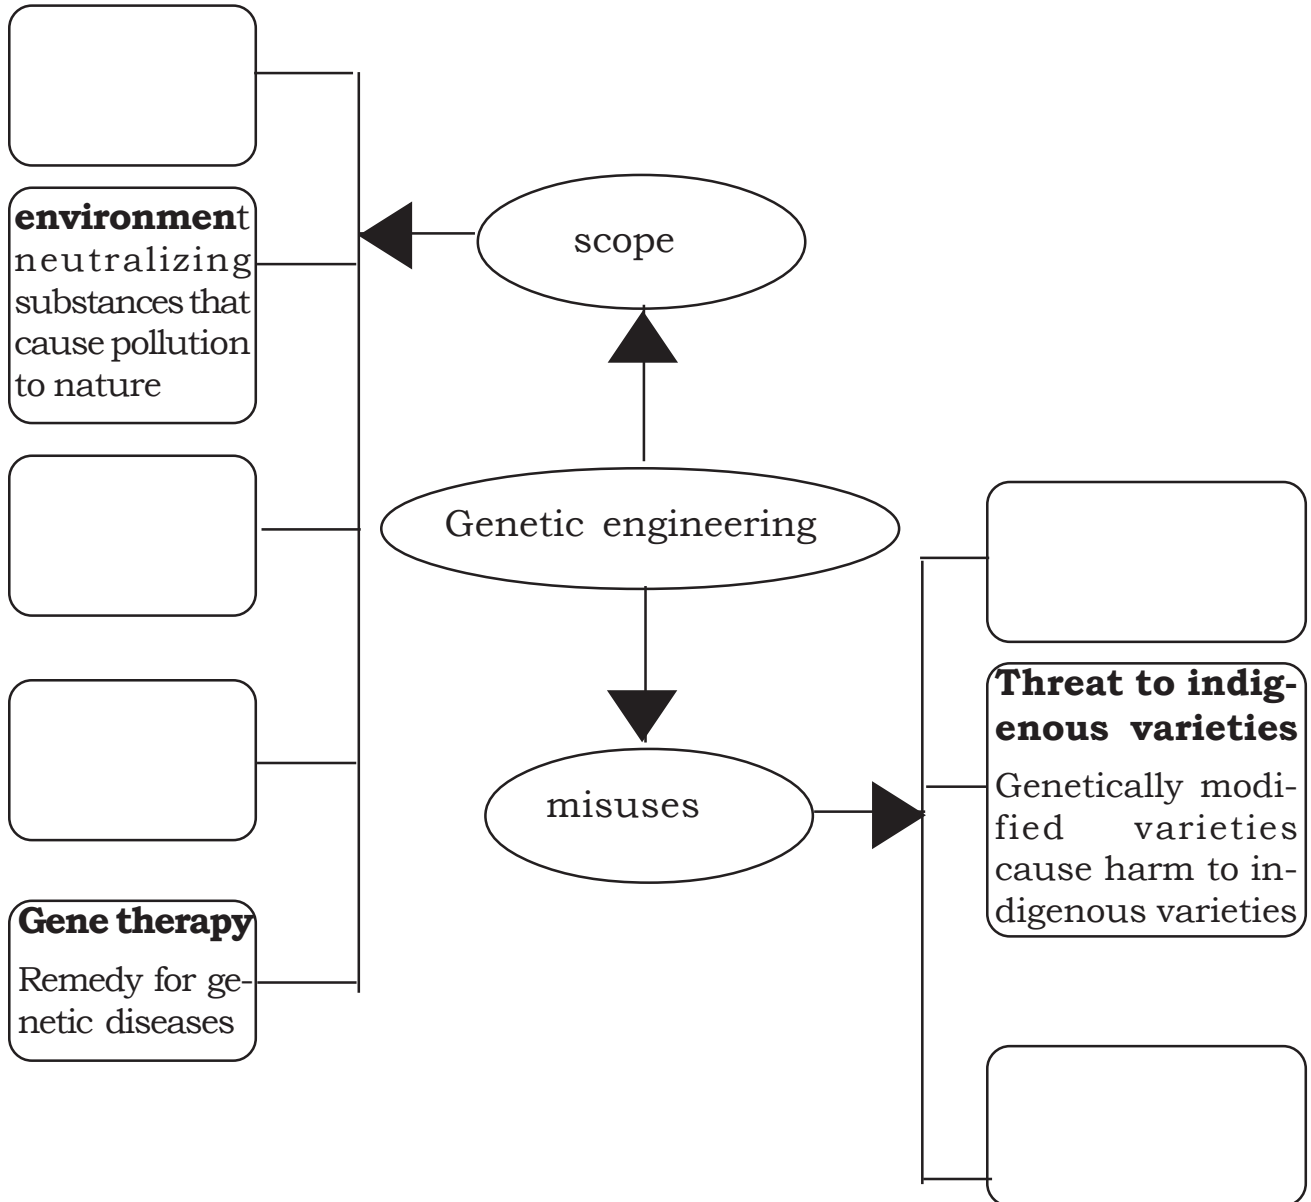 environment
neutralizing
substances that
cause pollution
to nature
scope
Genetic engineering
misuses
Threat to indig-
enous varieties
Genetically modi-
fied varieties
cause harm to in-
digenous varieties
Gene therapy
Remedy for ge-
netic diseases